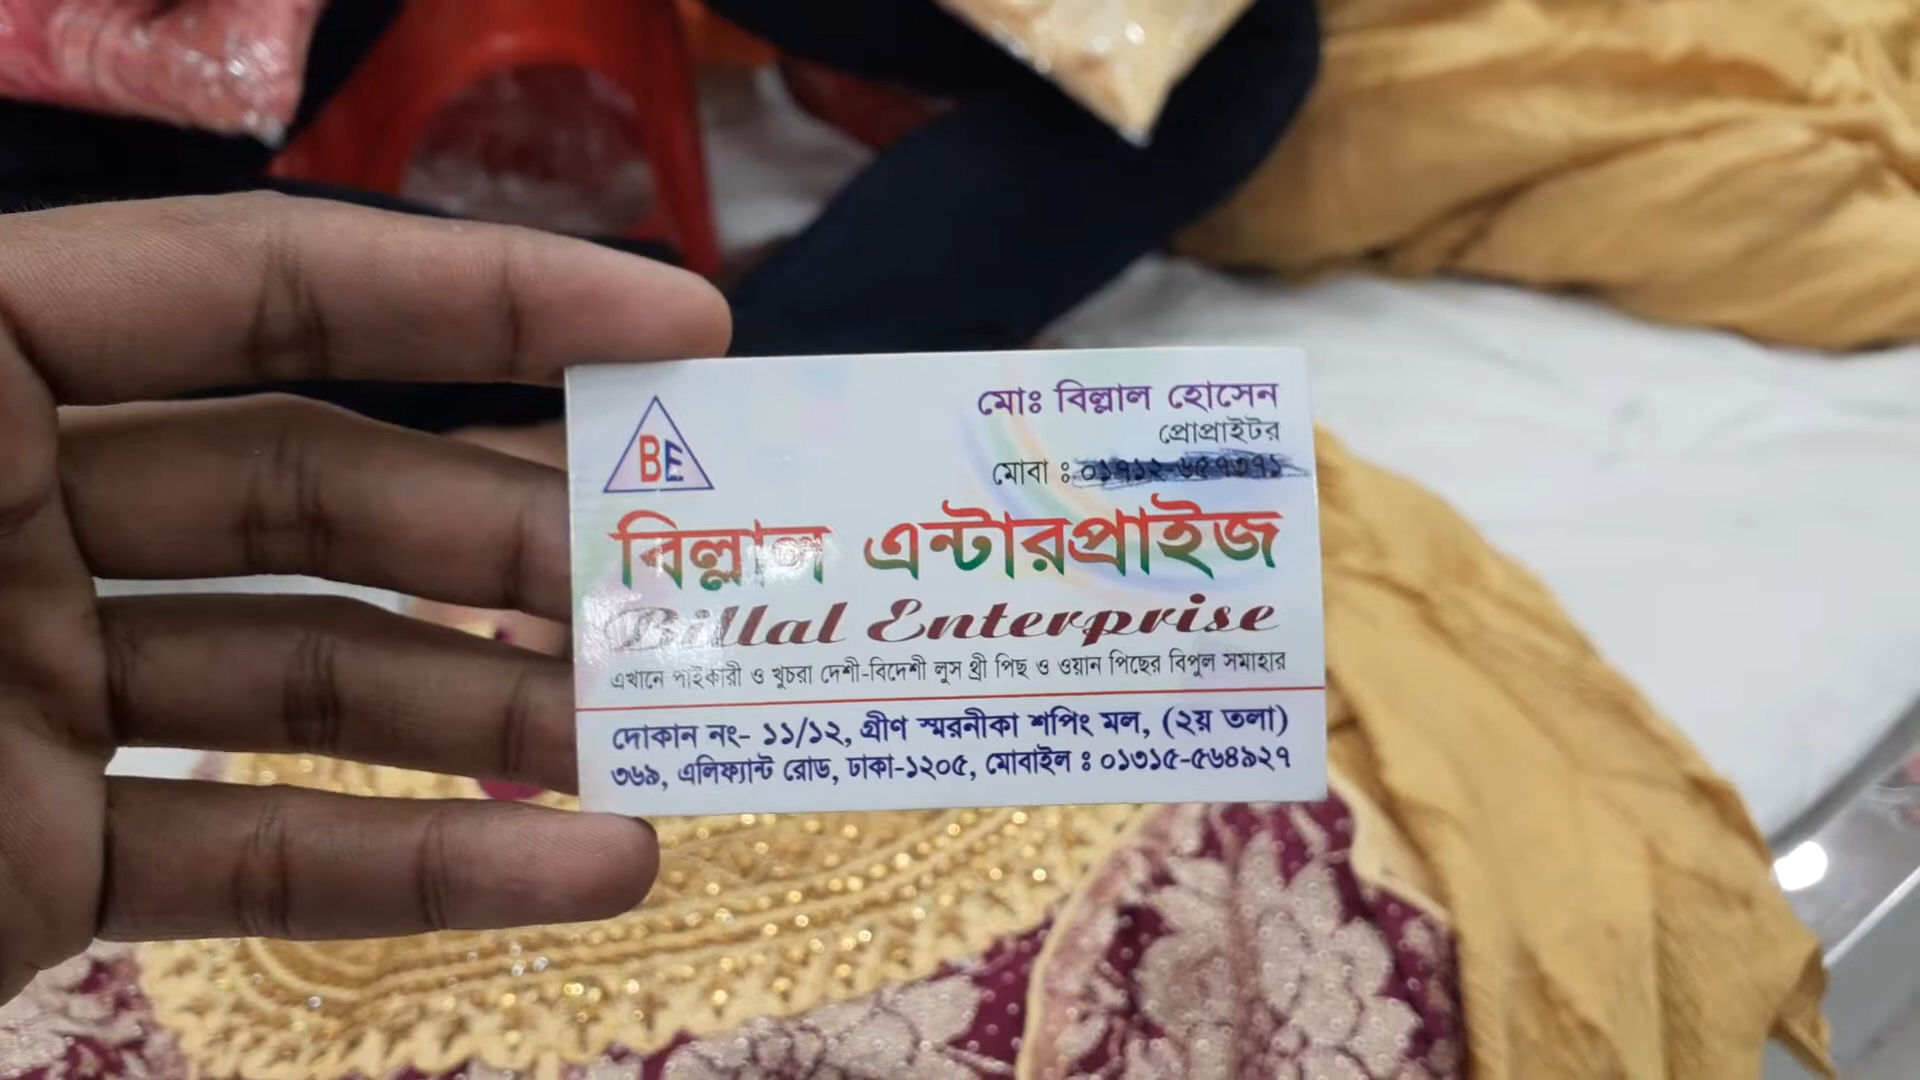 BE
মোঃ বিল্লাল হোসেন
প্রোপ্রাইটর
মোবা ঃ
বিল্লাল এন্টারপ্রাইজ
Billal Enterprise
এখানে পাইকারী ও খুচরা দেশী-বিদেশী লুস থ্রী পিছ ও ওয়ান পিছের বিপুল সমাহার
দোকান নং- ১১/১২, গ্রীণ স্মরনীকা শপিং মল, (২য় তলা)
৩৬৯, এলিফ্যান্ট রোড, ঢাকা-১২০৫, মোবাইল ঃ ০১৩১৫-৫৬৪৯২৭